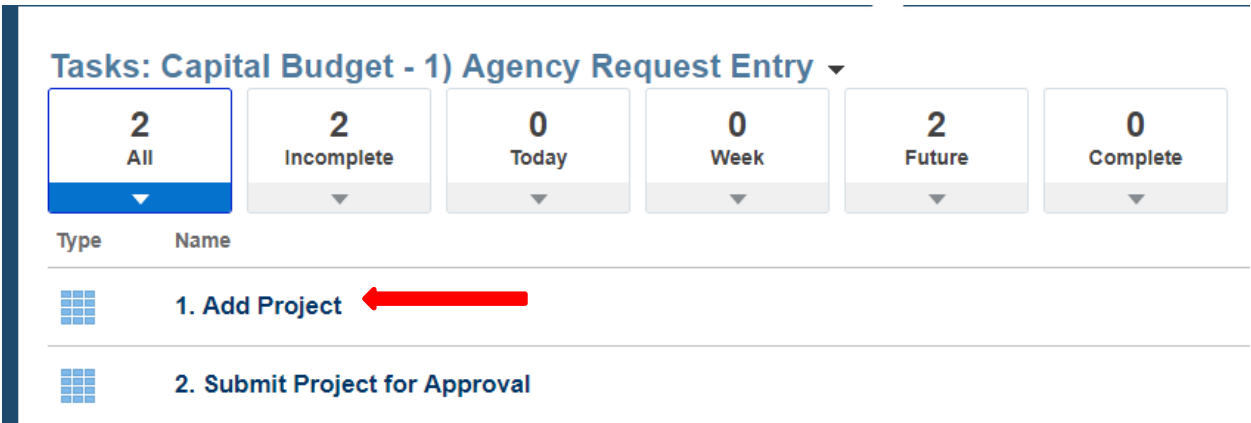 Tasks: Capital Budget - 1) Agency Request Entry
2 2 0 0 2 0
All Incomplete Today Week Future Complete
Type Name
1. Add Project
2. Submit Project for Approval